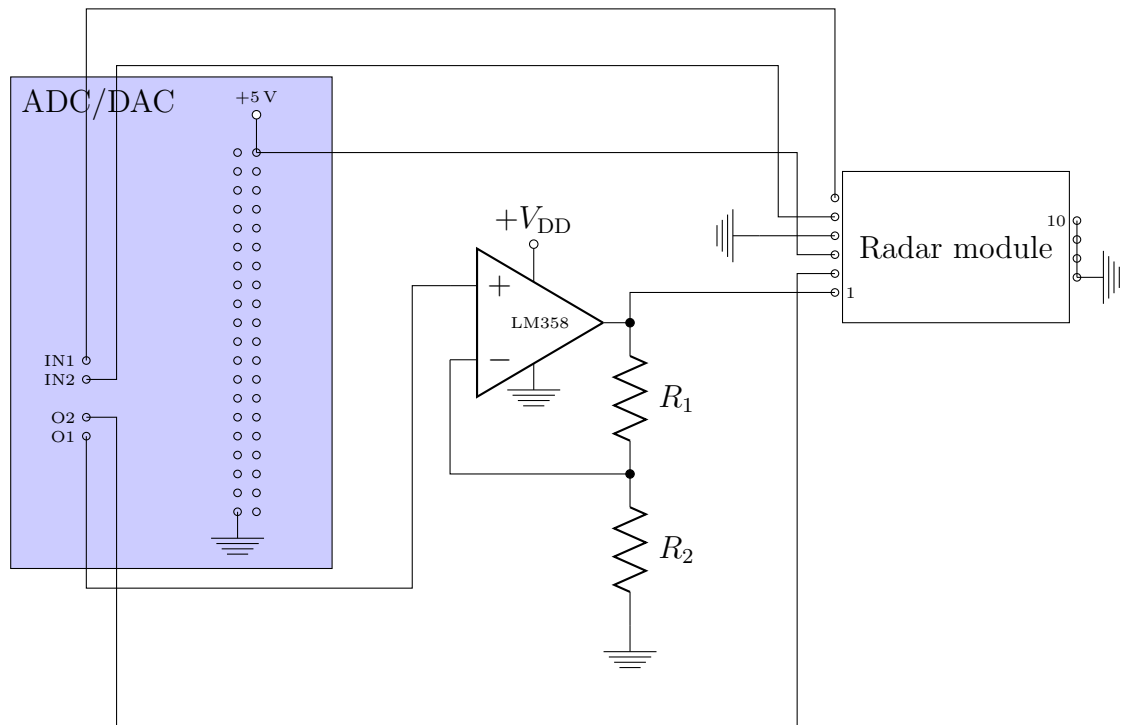 ADC/DAC
+5 V
IN1
IN2
O2
O1
+V_DD
+
LM358
−
R_1
R_2
Radar module
10
1